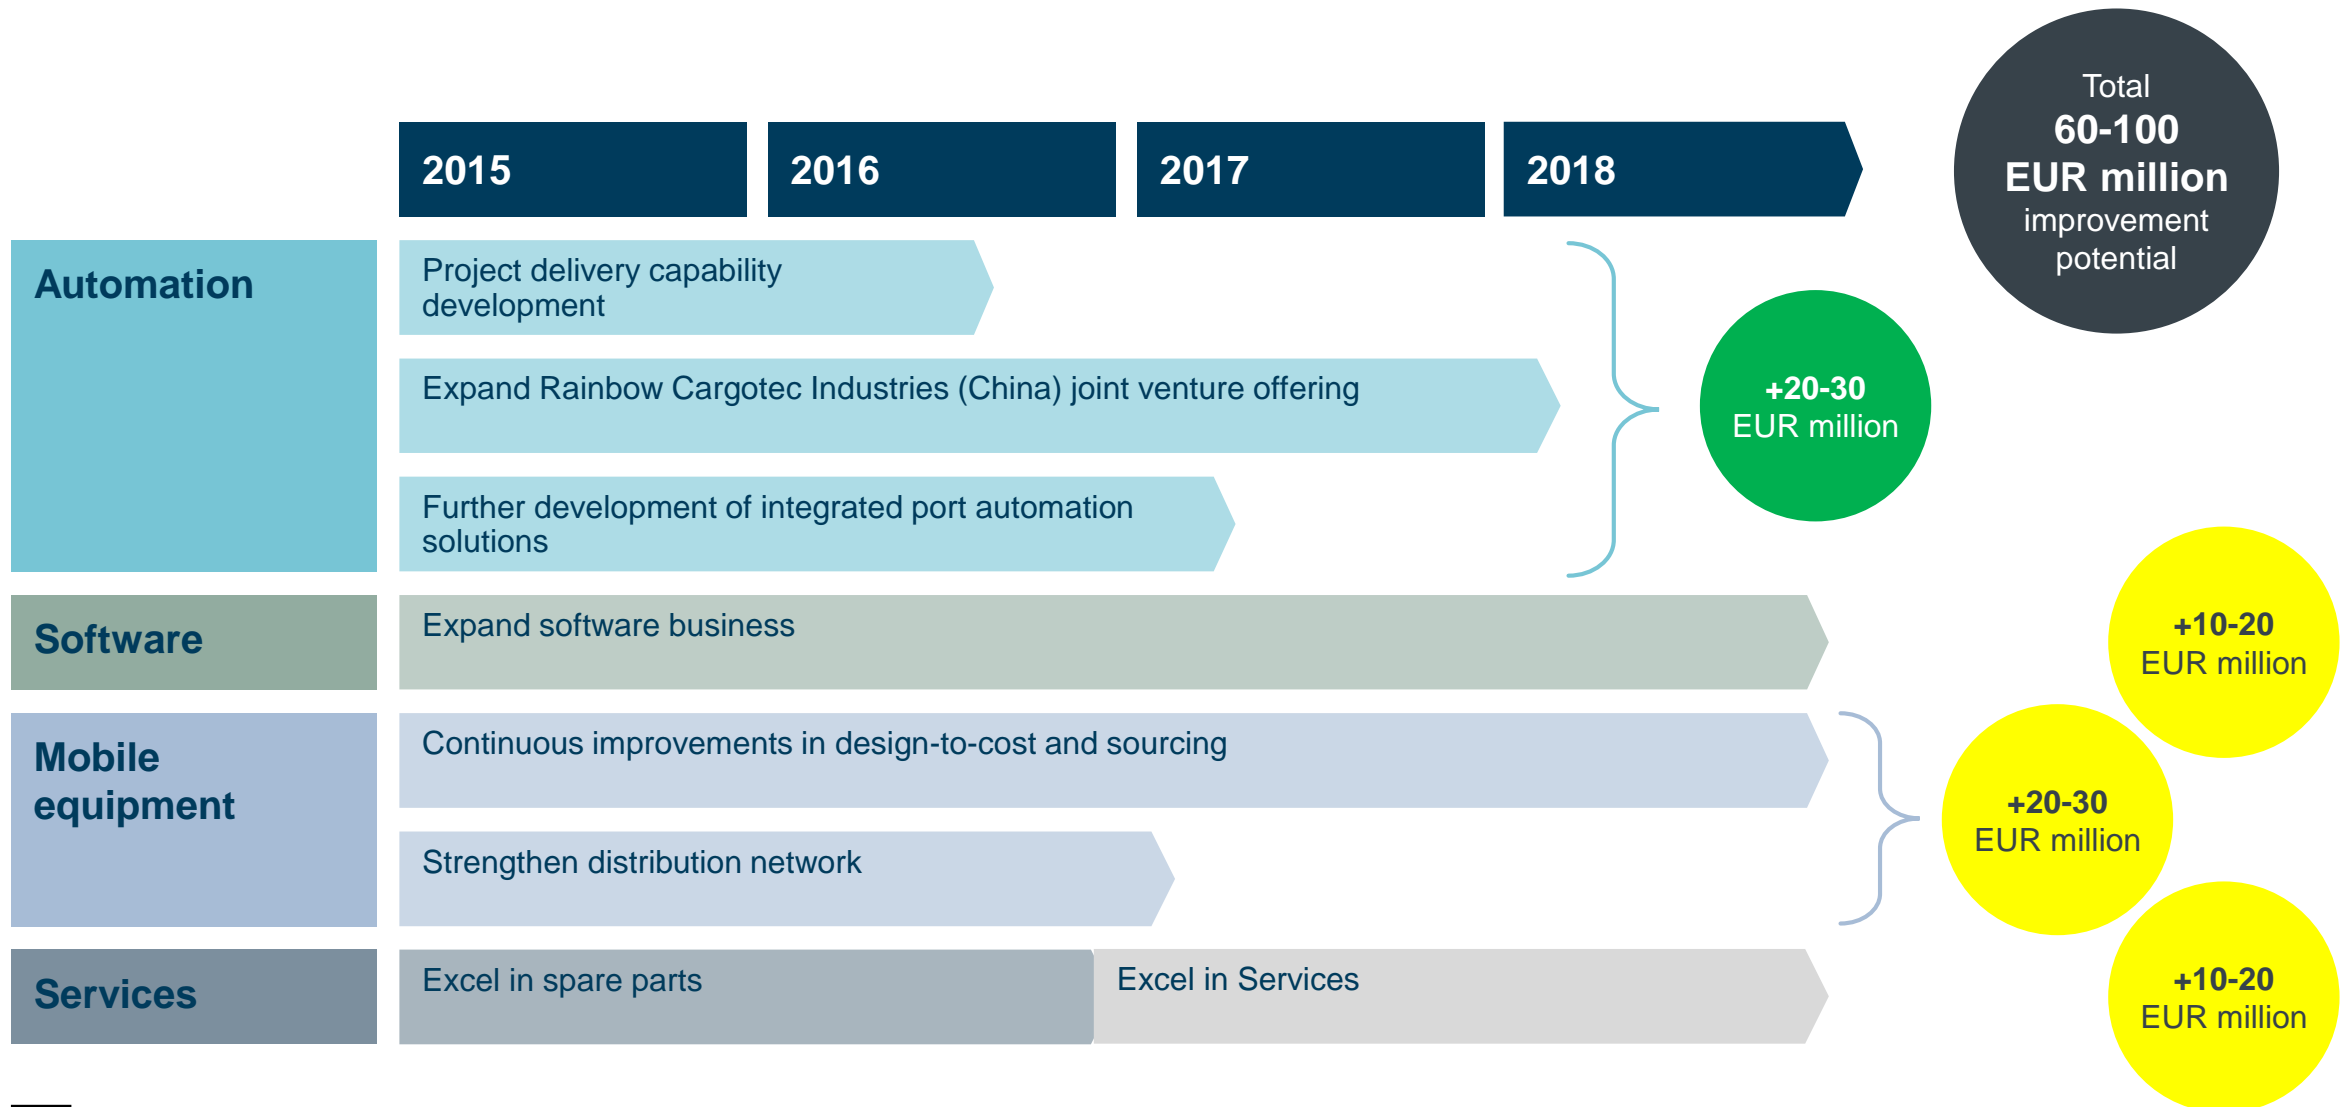 Total
60-100
EUR million
improvement
potential
2015
2016
2017
2018
Automation
Project delivery capability
development
Expand Rainbow Cargotec Industries (China) joint venture offering
Further development of integrated port automation
solutions
+20-30
EUR million
Software
Expand software business
+10-20
EUR million
Mobile
equipment
Continuous improvements in design-to-cost and sourcing
Strengthen distribution network
+20-30
EUR million
Services
Excel in spare parts
Excel in Services
+10-20
EUR million